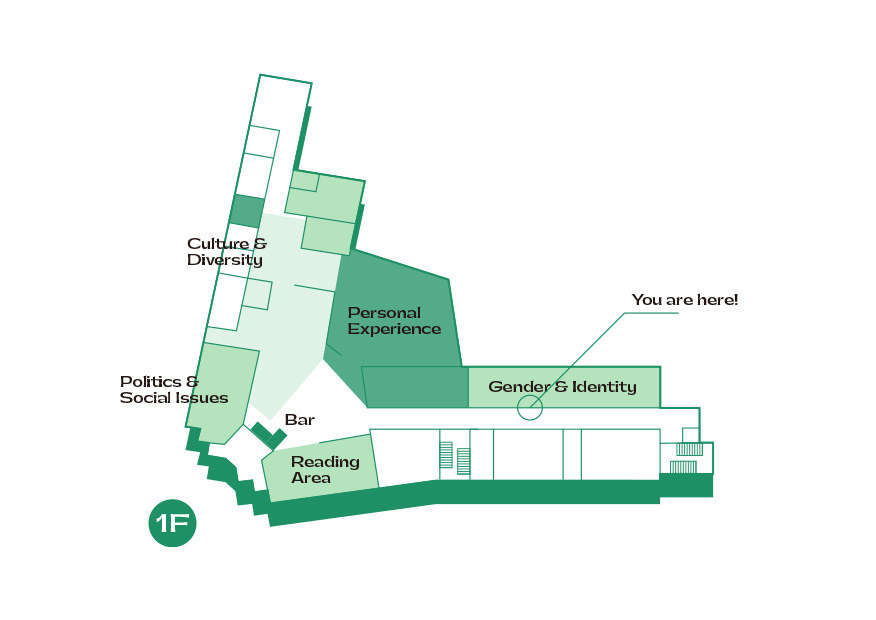 Culture &
Diversity
You are here!
Personal
Experience
Politics &
Social Issues
Gender & Identity
Bar
Reading
Area
1F